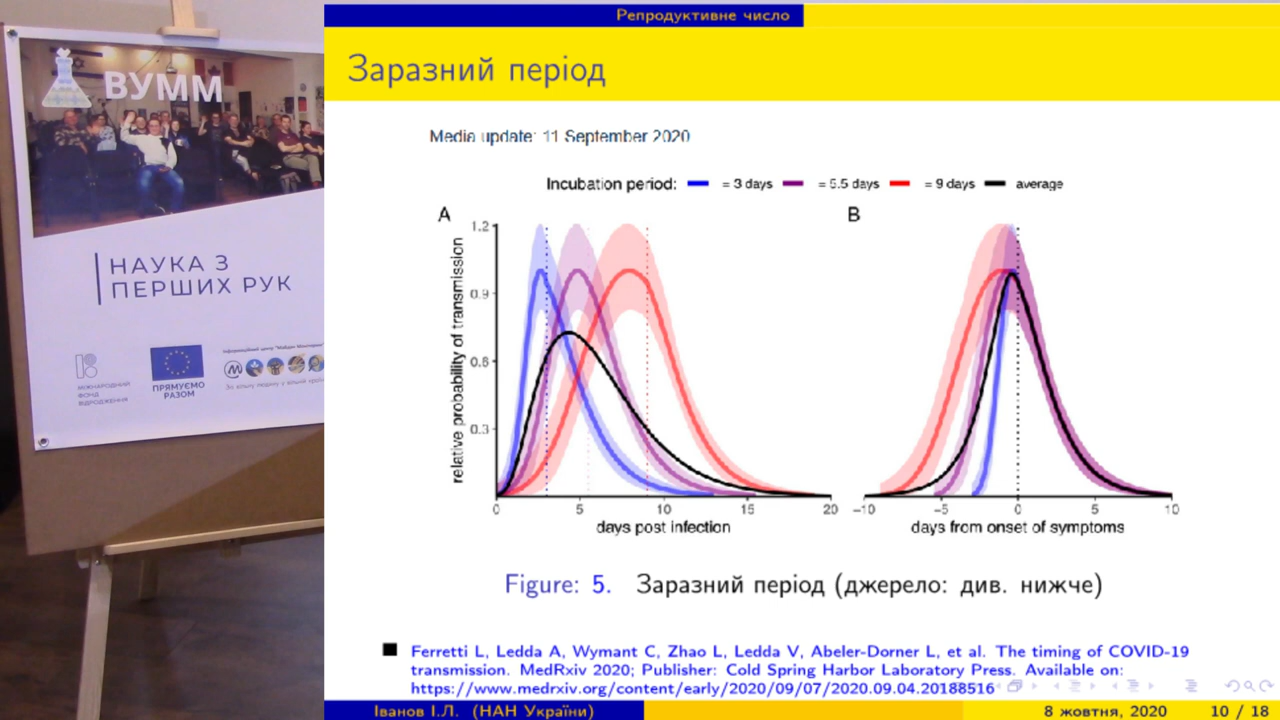 ВУММ
НАУКА З
ПЕРШИХ РУК
МІЖНАРОДНИЙ
ФОНД
ВІДРОДЖЕННЯ
ПРЯМУЄМО
РАЗОМ
Репродуктивне число
Заразний період
Media update: 11 September 2020
Incubation period: = 3 days = 5.5 days = 9 days average
A
B
relative probability of transmission
1.2
0.9
0.6
0.3
0 5 10 15 20
−10 −5 0 5 10
days post infection
days from onset of symptoms
Figure: 5. Заразний період (джерело: див. нижче)
Ferretti L, Ledda A, Wymant C, Zhao L, Ledda V, Abeler-Dorner L, et al. The timing of COVID-19
transmission. MedRxiv 2020; Publisher: Cold Spring Harbor Laboratory Press. Available on:
https://www.medrxiv.org/content/early/2020/09/07/2020.09.04.20188516
Іванов І.Л. (НАН України)
8 жовтня, 2020 10 / 18